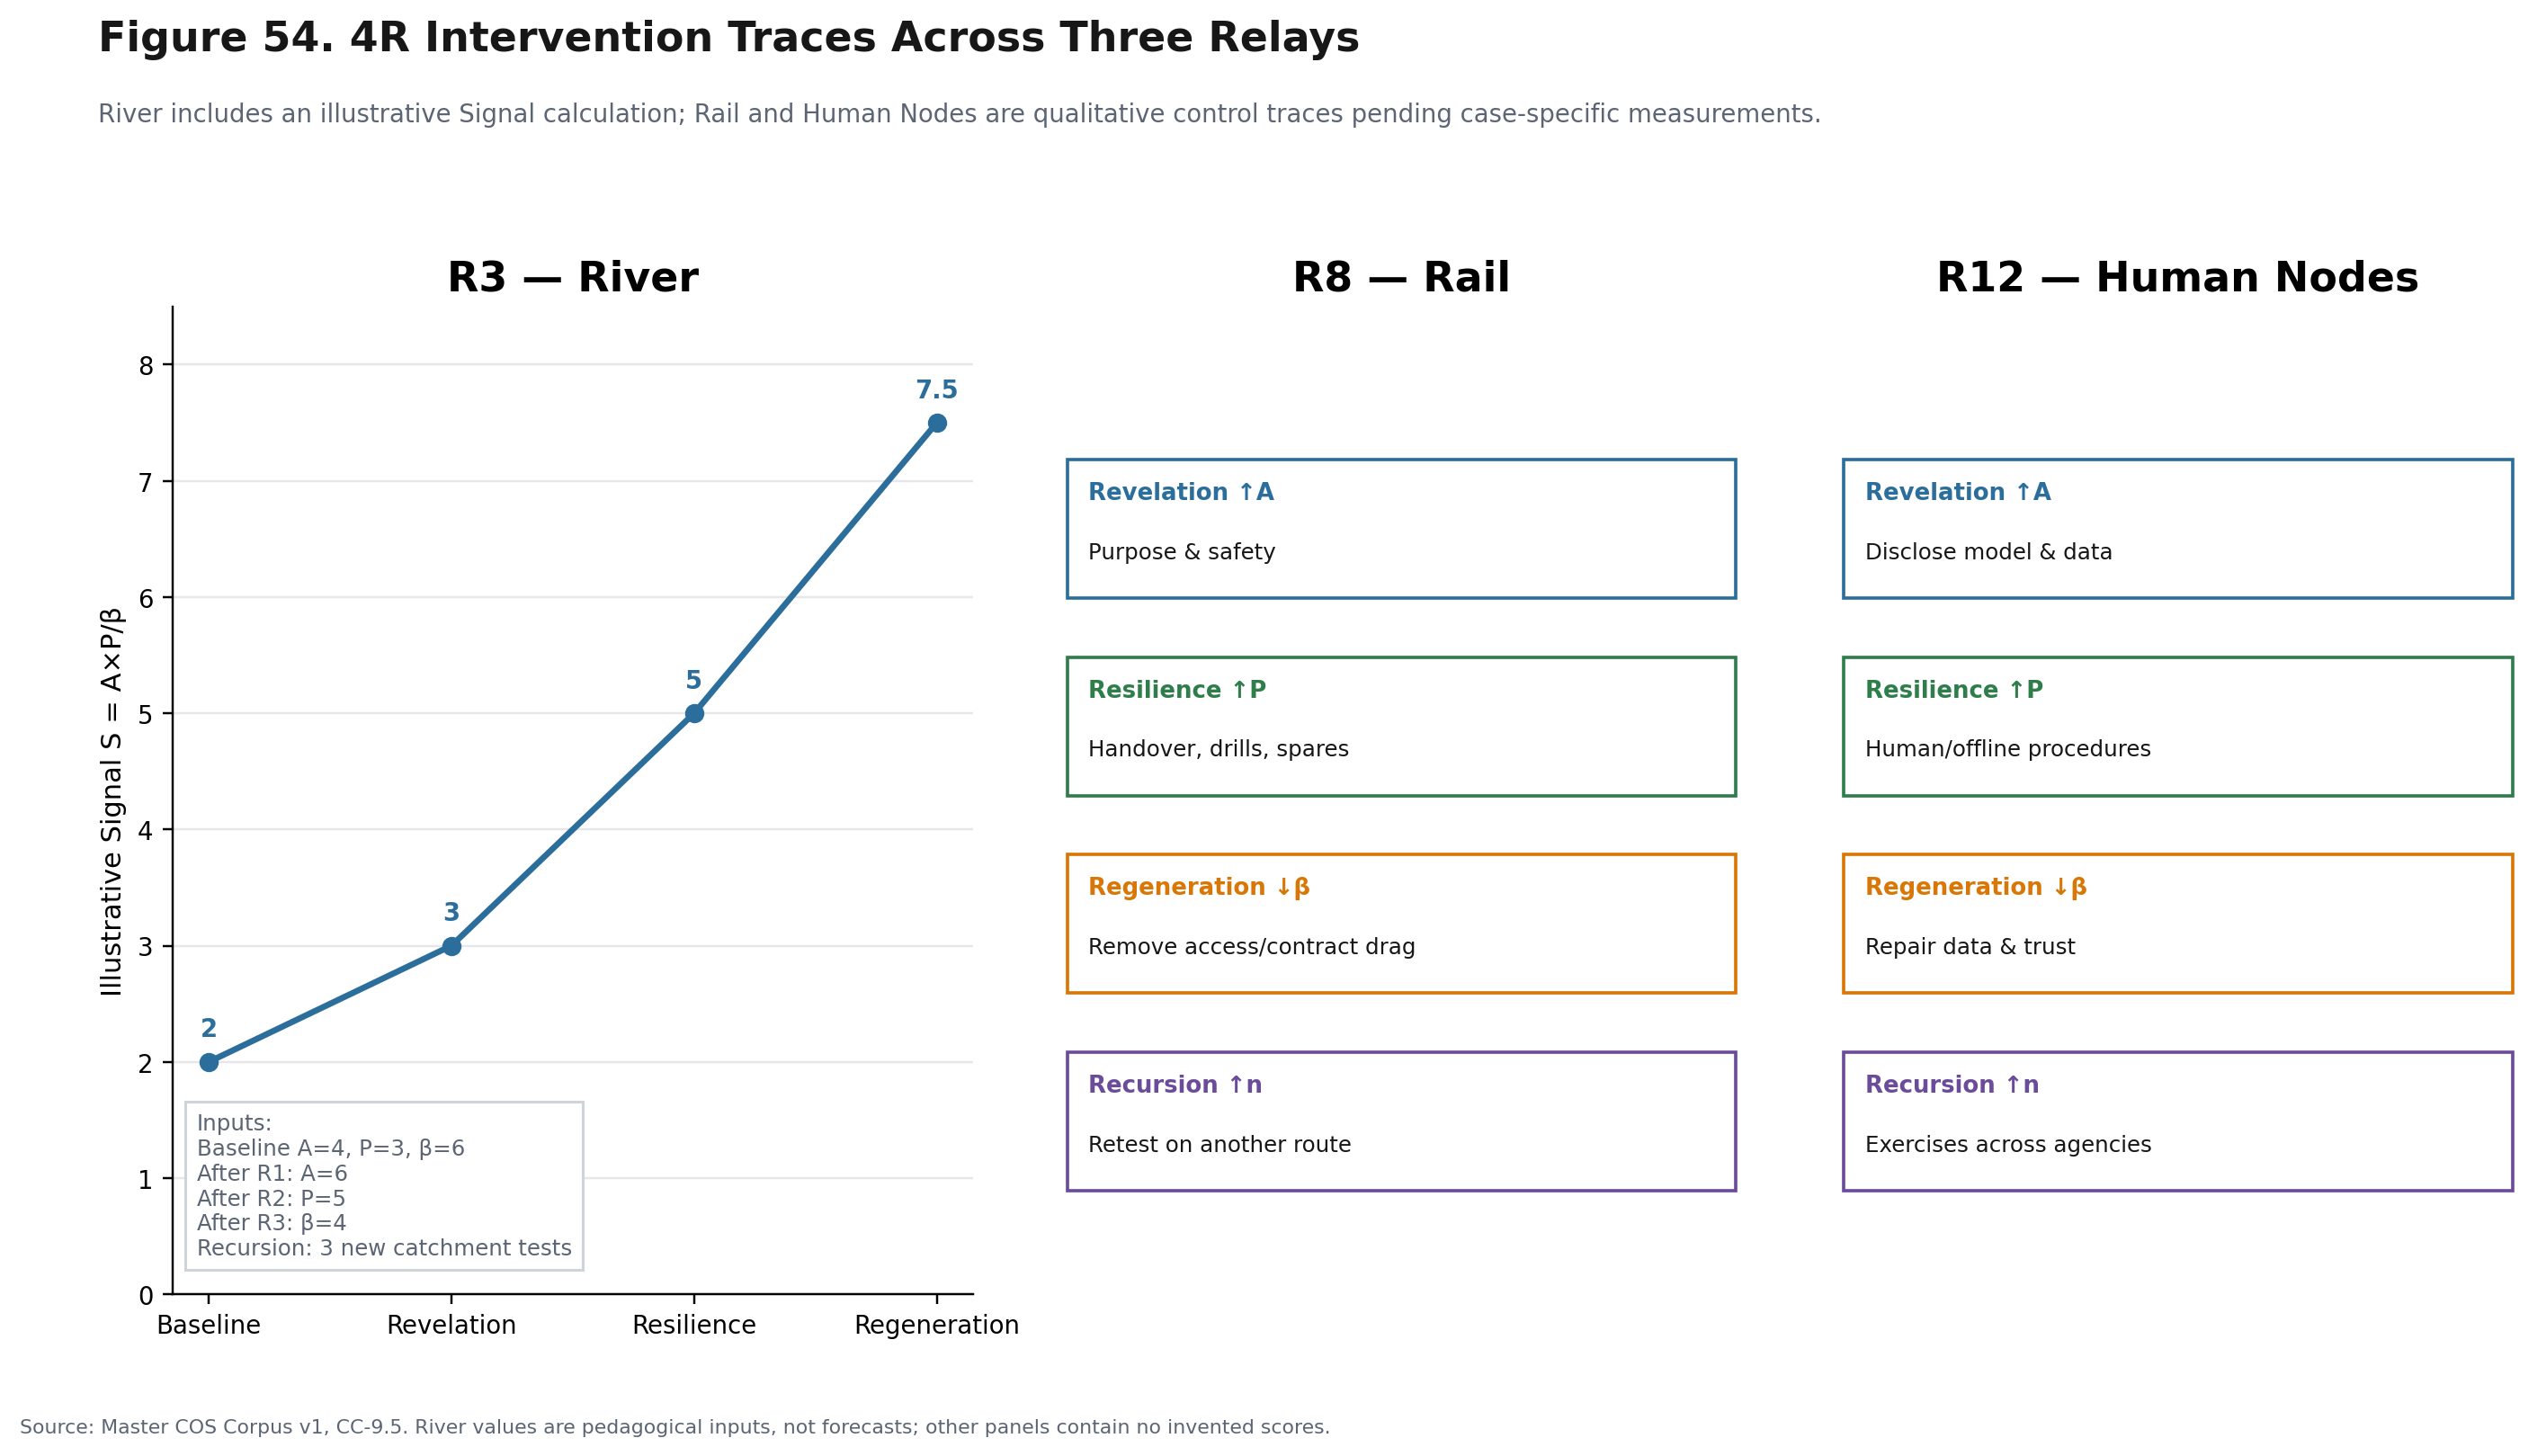 Figure 54. 4R Intervention Traces Across Three Relays
River includes an illustrative Signal calculation; Rail and Human Nodes are qualitative control traces pending case-specific measurements.
R3 — River
Illustrative Signal S = A×P/β
8
7
6
5
4
3
2
1
0
2
3
5
7.5
Inputs:
Baseline A=4, P=3, β=6
After R1: A=6
After R2: P=5
After R3: β=4
Recursion: 3 new catchment tests
Baseline
Revelation
Resilience
Regeneration
R8 — Rail
Revelation ↑A
Purpose & safety
Resilience ↑P
Handover, drills, spares
Regeneration ↓β
Remove access/contract drag
Recursion ↑n
Retest on another route
R12 — Human Nodes
Revelation ↑A
Disclose model & data
Resilience ↑P
Human/offline procedures
Regeneration ↓β
Repair data & trust
Recursion ↑n
Exercises across agencies
Source: Master COS Corpus v1, CC-9.5. River values are pedagogical inputs, not forecasts; other panels contain no invented scores.